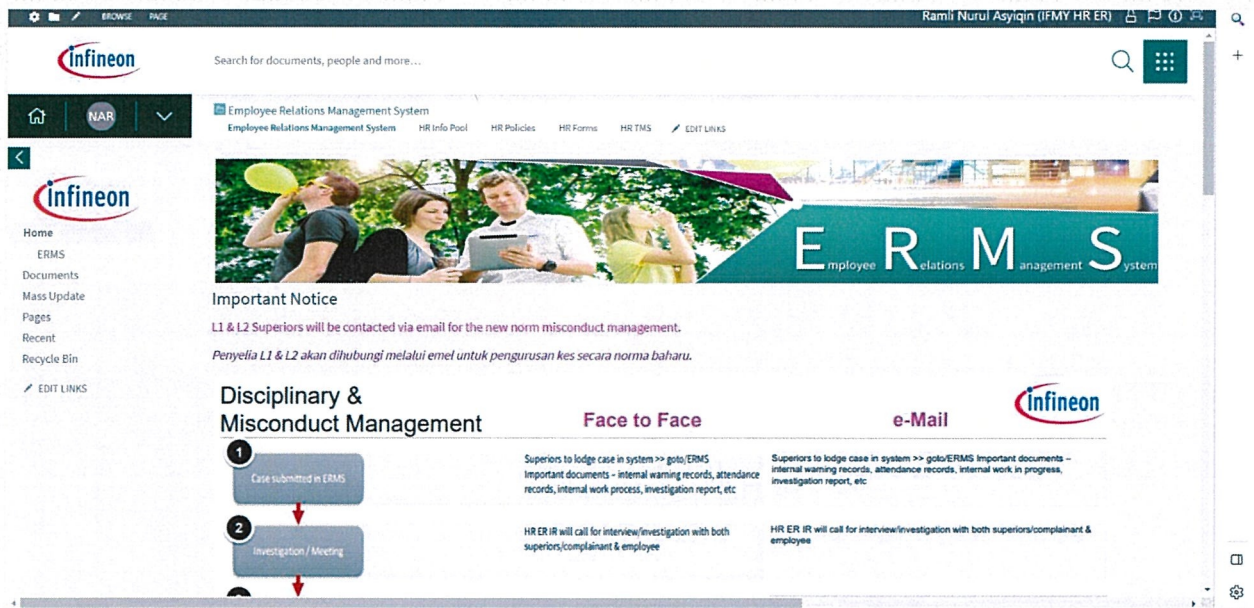 BROWSE PAGE
Ramli Nurul Asyiqin (IFMY HR ER)
infineon
Search for documents, people and more...
NAR
Employee Relations Management System
Employee Relations Management System HR Info Pool HR Policies HR Forms HR TMS EDIT LINKS
infineon
Home
ERMS
Documents
Mass Update
Pages
Recent
Recycle Bin
EDIT LINKS
Employee Relations Management System
Important Notice
L1 & L2 Superiors will be contacted via email for the new norm misconduct management.
Penyelia L1 & L2 akan dihubungi melalui emel untuk pengurusan kes secara norma baharu.
Disciplinary &
Misconduct Management
Face to Face
e-Mail
infineon
1
Case submitted in ERMS
Superiors to lodge case in system >> goto/ERMS
Important documents – internal warning records, attendance
records, internal work process, investigation report, etc
Superiors to lodge case in system >> goto/ERMS Important documents –
internal warning records, attendance records, internal work in progress,
investigation report, etc
2
Investigation / Meeting
HR ER IR will call for interview/investigation with both
superiors/complainant & employee
HR ER IR will call for interview/investigation with both superiors/complainant &
employee